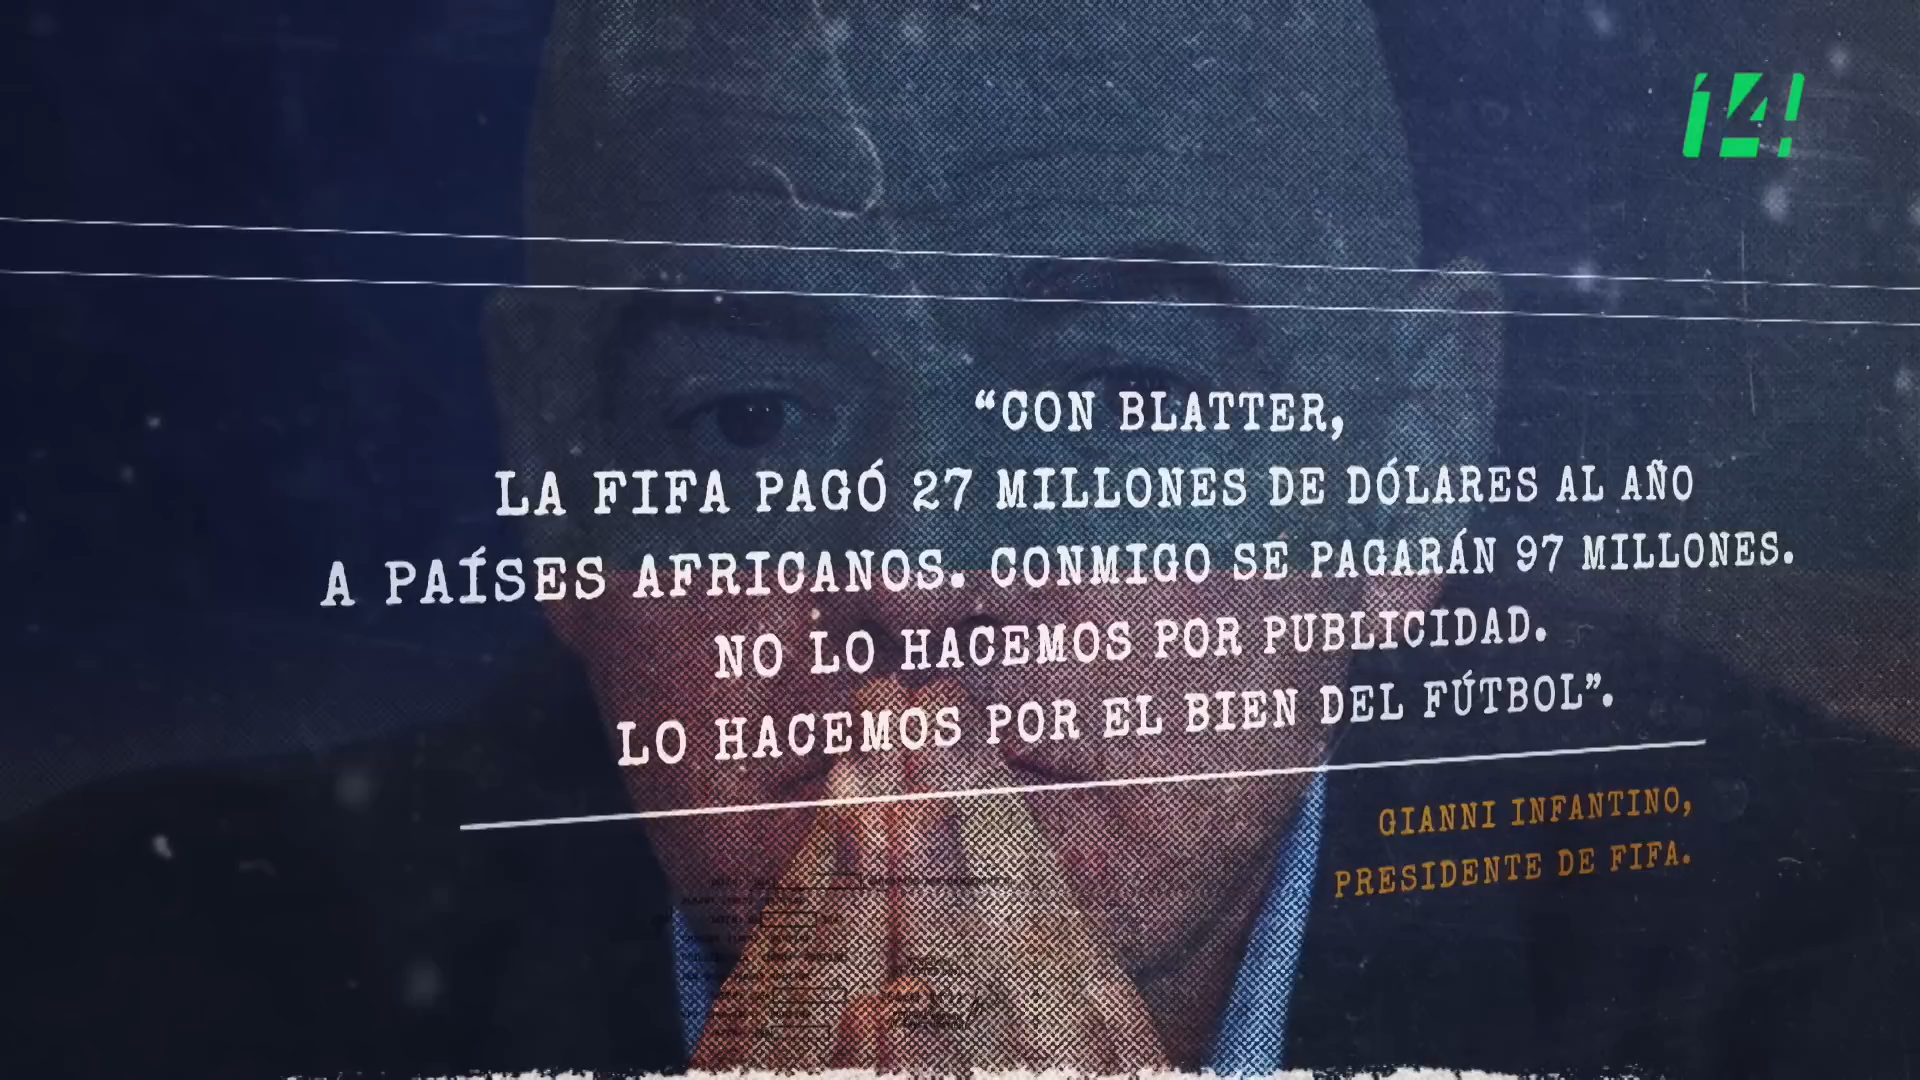 “CON BLATTER,
LA FIFA PAGÓ 27 MILLONES DE DÓLARES AL AÑO
A PAÍSES AFRICANOS. CONMIGO SE PAGARÁN 97 MILLONES.
NO LO HACEMOS POR PUBLICIDAD.
LO HACEMOS POR EL BIEN DEL FÚTBOL”.
GIANNI INFANTINO,
PRESIDENTE DE FIFA.
¡4!